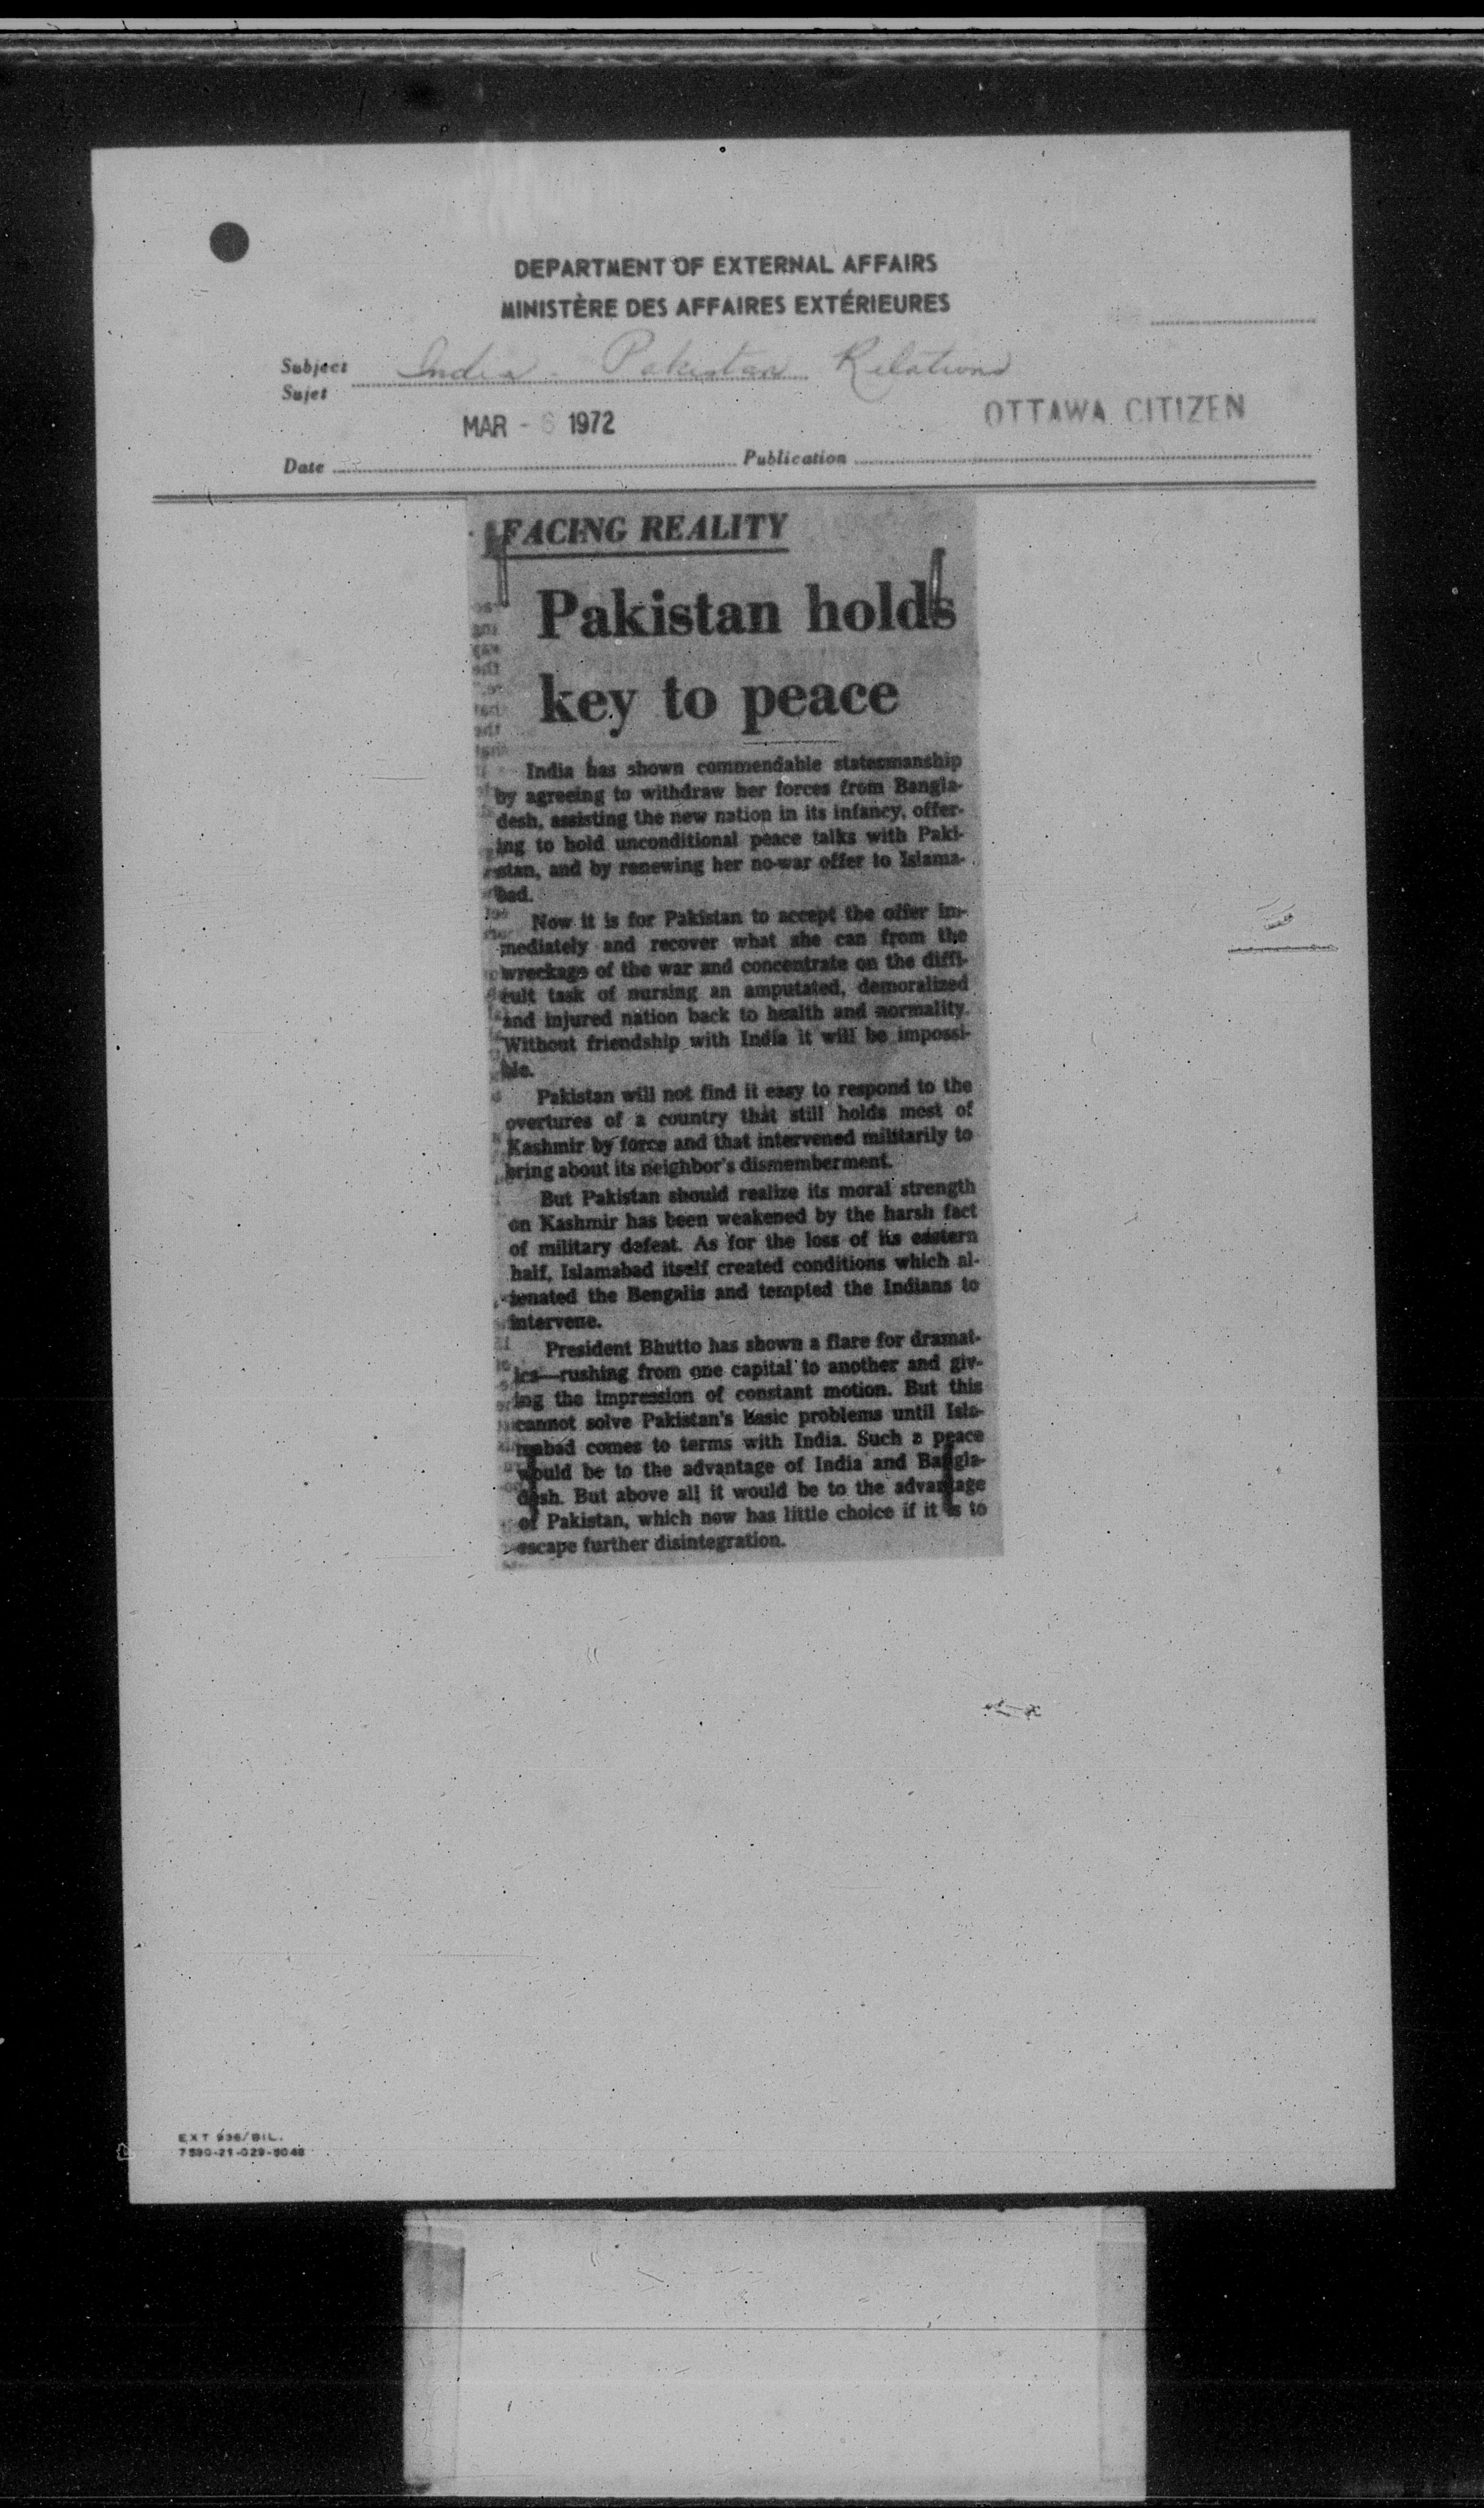 DEPARTMENT OF EXTERNAL AFFAIRS
MINISTÈRE DES AFFAIRES EXTÉRIEURES
Subject India - Pakistan Relations
Sujet
MAR - 6 1972
OTTAWA CITIZEN
Date Publication
FACING REALITY
Pakistan holds
key to peace
India has shown commendable statesmanship
by agreeing to withdraw her forces from Bangla-
desh, assisting the new nation in its infancy, offer-
ing to hold unconditional peace talks with Paki-
stan, and by renewing her no-war offer to Islama-
bad.
Now it is for Pakistan to accept the offer im-
mediately and recover what she can from the
wreckage of the war and concentrate on the diffi-
cult task of nursing an amputated, demoralized
and injured nation back to health and normality.
Without friendship with India it will be impossi-
ble.
Pakistan will not find it easy to respond to the
overtures of a country that still holds most of
Kashmir by force and that intervened militarily to
bring about its neighbor's dismemberment.
But Pakistan should realize its moral strength
on Kashmir has been weakened by the harsh fact
of military defeat. As for the loss of its eastern
half, Islamabad itself created conditions which al-
ienated the Bengalis and tempted the Indians to
intervene.
President Bhutto has shown a flare for dramat-
ics—rushing from one capital to another and giv-
ing the impression of constant motion. But this
cannot solve Pakistan's basic problems until Isla-
mabad comes to terms with India. Such a peace
would be to the advantage of India and Bangla-
desh. But above all it would be to the advantage
of Pakistan, which now has little choice if it is to
escape further disintegration.
EXT 936/BIL.
7530-21-029-5048